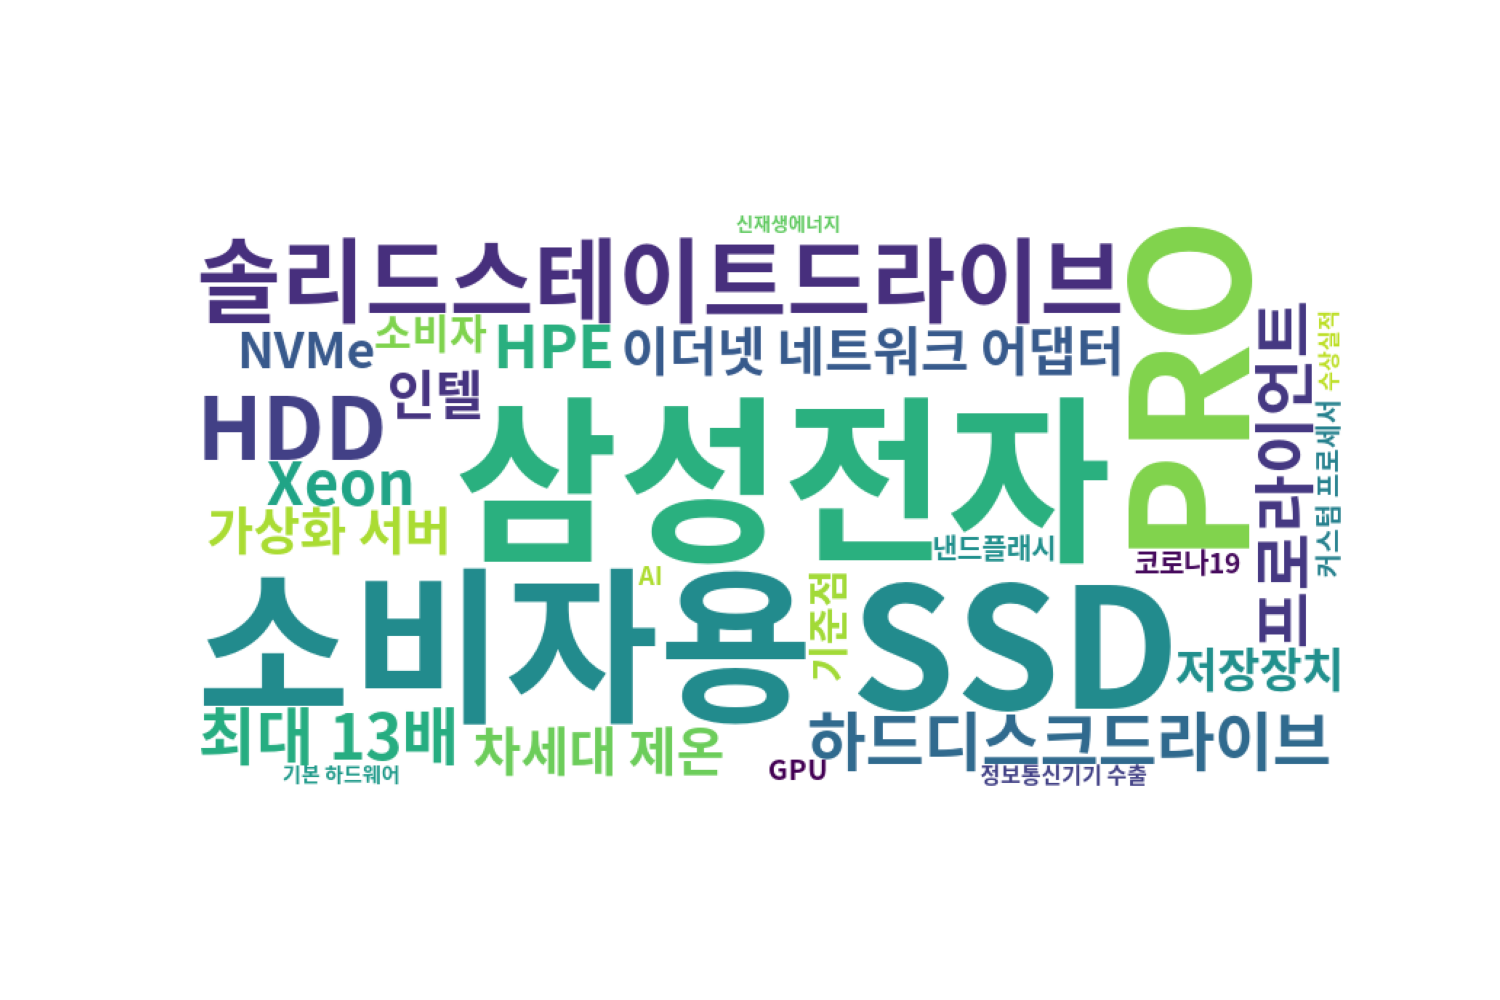 신재생에너지
솔리드스테이트드라이브
PRO
NVMe
소비자
HPE
이더넷 네트워크 어댑터
프로라이언트
수상실적
커스텀 프로세서
HDD
인텔
삼성전자
Xeon
가상화 서버
낸드플래시
코로나19
소비자용 SSD
AI
기준점
저장장치
최대 13배
차세대 제온
하드디스크드라이브
기본 하드웨어
GPU
정보통신기기 수출